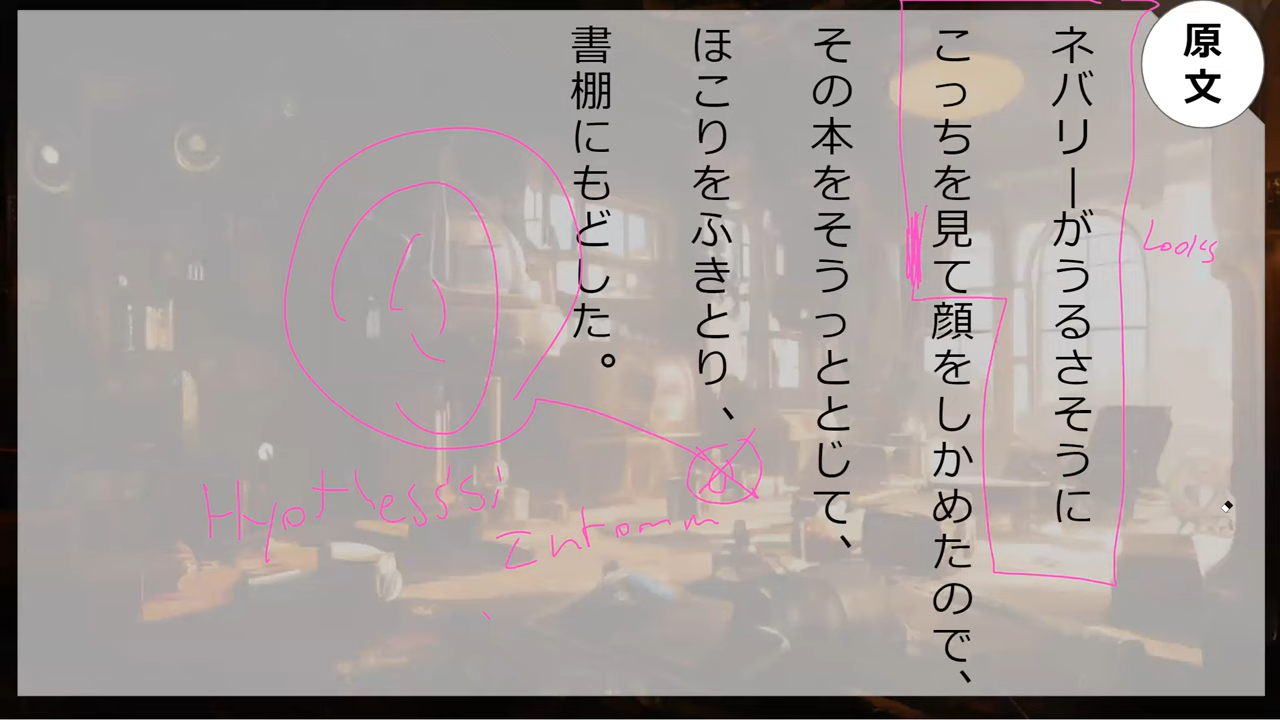 原文
ネバリーがうるさそうに
こっちを見て顔をしかめたので、
その本をそうっととじて、
ほこりをふきとり、
書棚にもどした。
Looks
Hyothesssi
Intomm